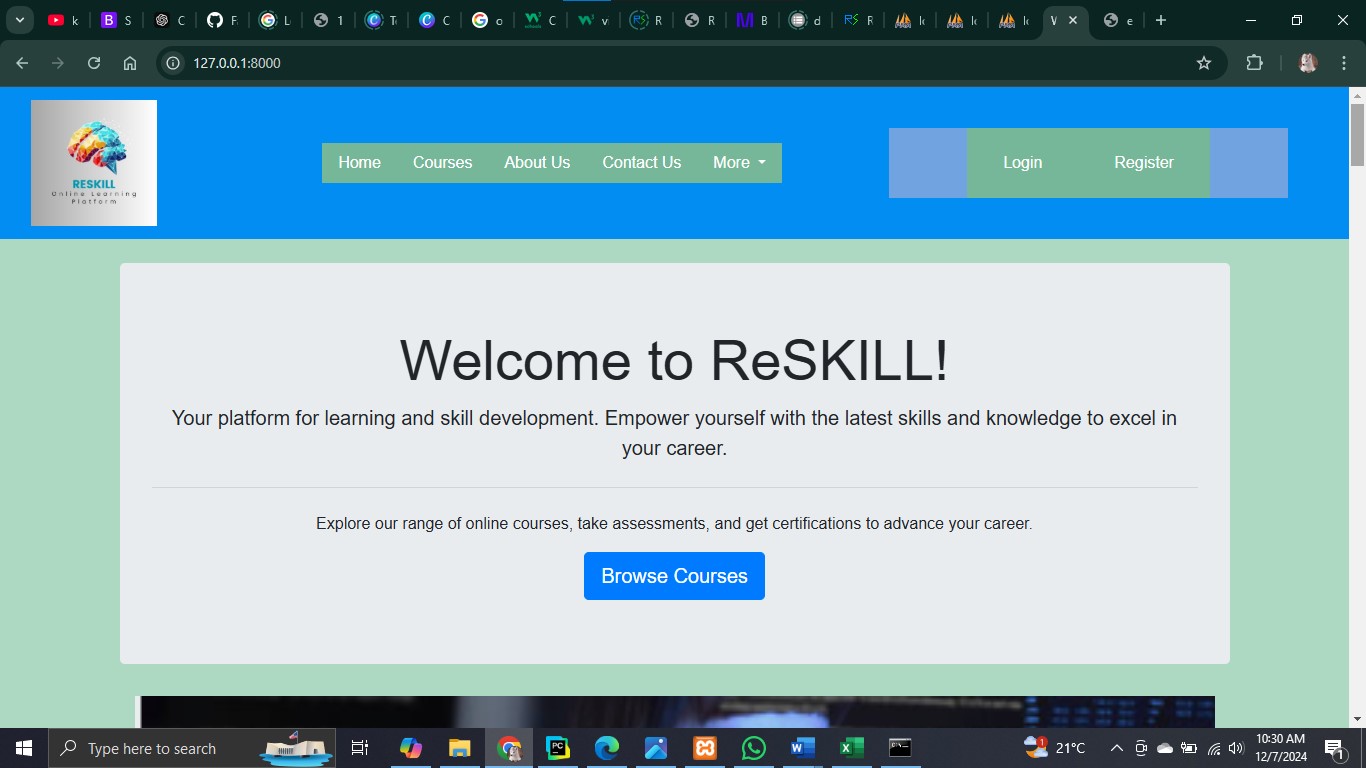 k
S
C
F
L
1
C
o
C
v
R
R
B
d
R
lo
lo
lo
V
e
127.0.0.1:8000
RESKILL
Online Learning
Platform
Home Courses About Us Contact Us More
Login Register
Welcome to ReSKILL!
Your platform for learning and skill development. Empower yourself with the latest skills and knowledge to excel in
your career.
Explore our range of online courses, take assessments, and get certifications to advance your career.
Browse Courses
Type here to search
21°C
10:30 AM
12/7/2024